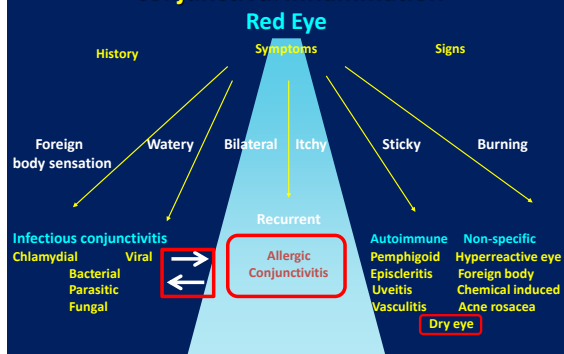 Red Eye
History
Symptoms
Signs
Foreign
body sensation
Watery
Bilateral
Itchy
Sticky
Burning
Recurrent
Infectious conjunctivitis
Chlamydial
Viral
Bacterial
Parasitic
Fungal
Allergic
Conjunctivitis
Autoimmune
Pemphigoid
Episcleritis
Uveitis
Vasculitis
Non-specific
Hyperreactive eye
Foreign body
Chemical induced
Acne rosacea
Dry eye